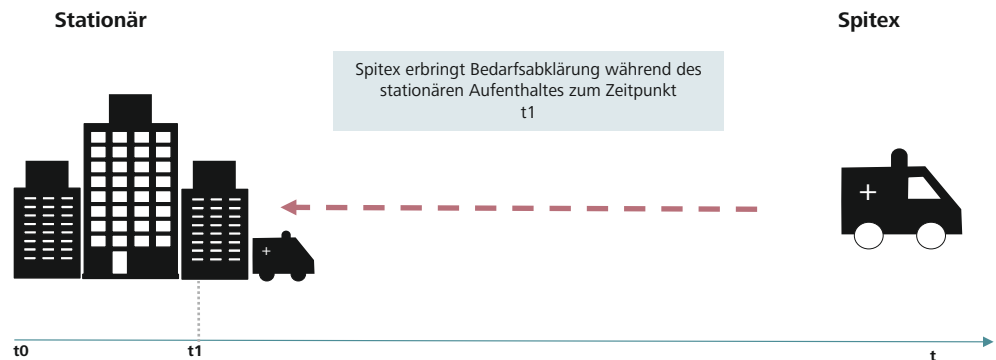 Stationär
Spitex
Spitex erbringt Bedarfsabklärung während des
stationären Aufenthaltes zum Zeitpunkt
t1
t0
t1
t